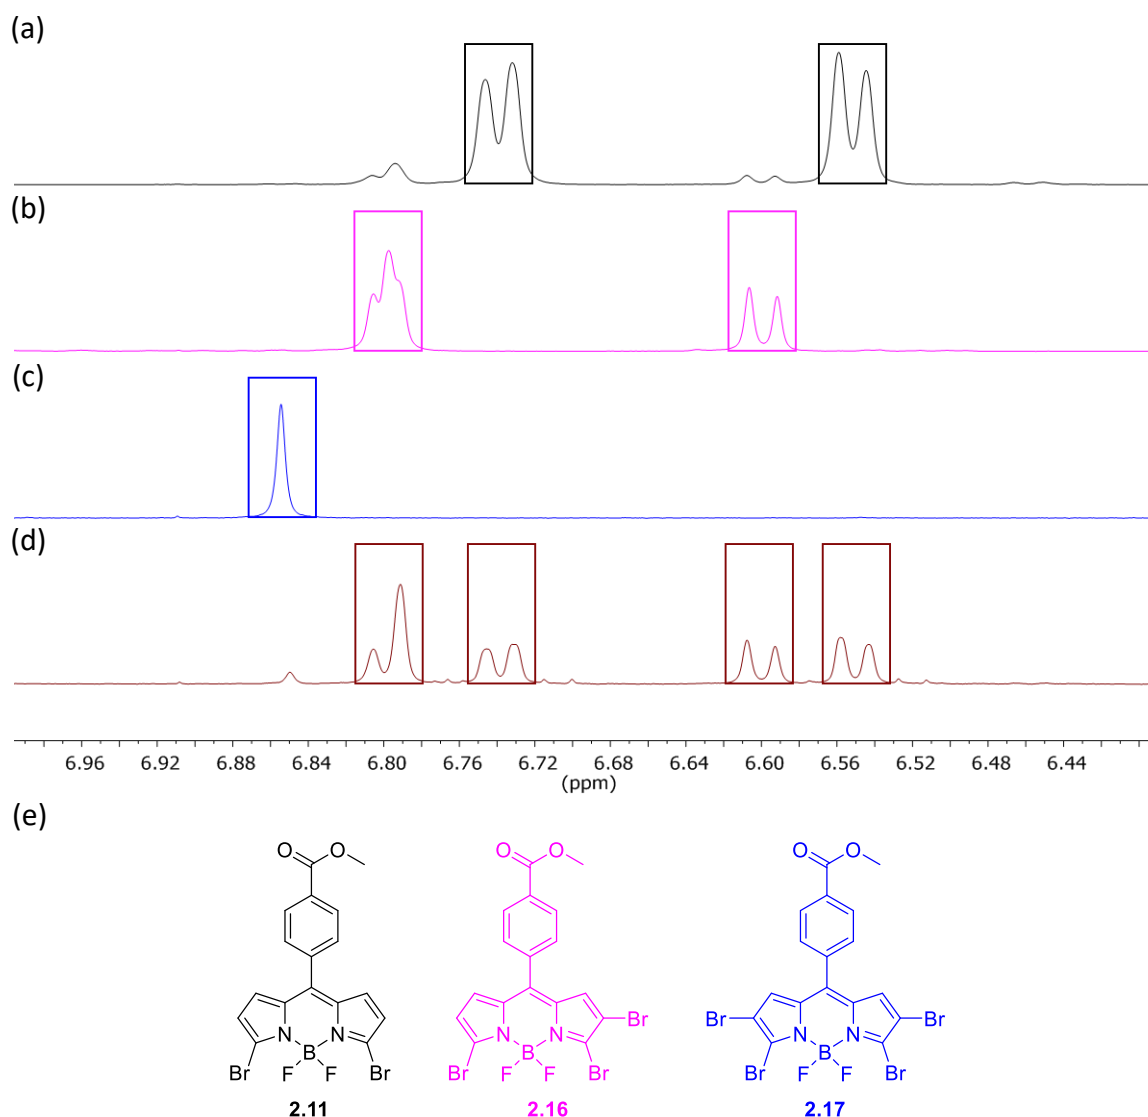 (a)
(b)
(c)
(d)
6.96 6.92 6.88 6.84 6.80 6.76 6.72 6.68 6.64 6.60 6.56 6.52 6.48 6.44
(ppm)
(e)
O O O O O O
Br Br
N N Br N N Br N N Br
B B B
Br F F Br Br F F Br Br F F Br
2.11 2.16 2.17